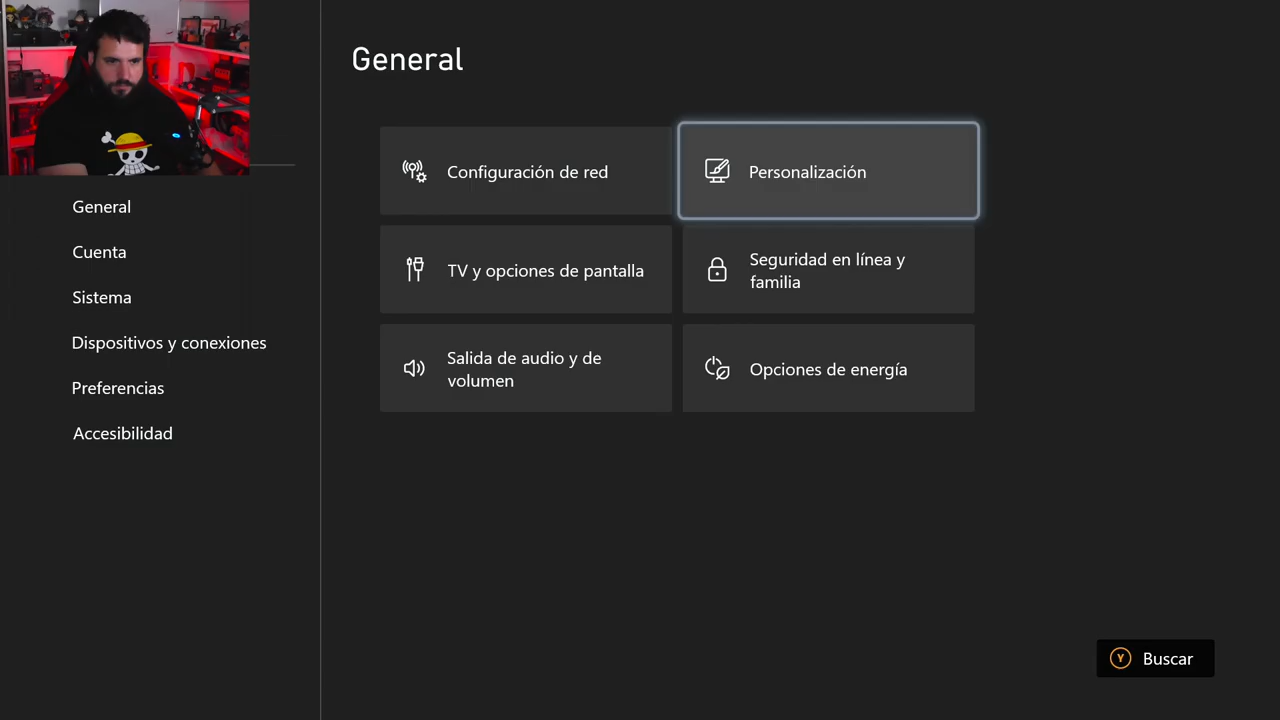 General
General
Cuenta
Sistema
Dispositivos y conexiones
Preferencias
Accesibilidad
Configuración de red
Personalización
TV y opciones de pantalla
Seguridad en línea y
familia
Salida de audio y de
volumen
Opciones de energía
Y Buscar